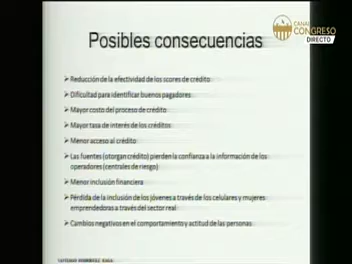 CANAL
CONGRESO
DIRECTO
Posibles consecuencias
➢ Reducción de la efectividad de los scores de crédito
➢ Dificultad para identificar buenos pagadores
➢ Mayor costo del proceso de crédito
➢ Mayor tasa de interés de los créditos
➢ Menor acceso al crédito
➢ Las fuentes (otorgan crédito) pierden la confianza a la información de los
operadores (centrales de riesgo)
➢ Menor inclusión financiera
➢ Pérdida de la inclusión de los jóvenes a través de los celulares y mujeres
emprendedoras a través del sector real
➢ Cambios negativos en el comportamiento y actitud de las personas